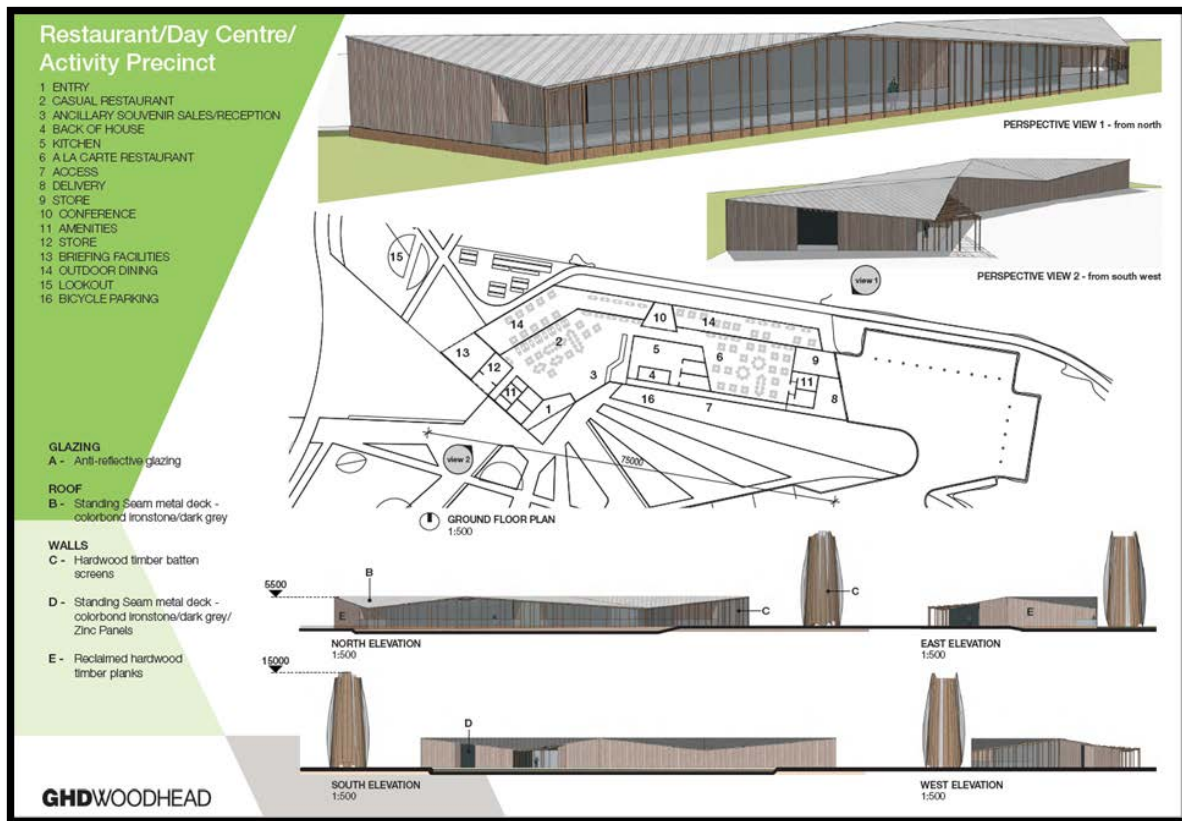 Restaurant/Day Centre/
Activity Precinct
1 ENTRY
2 CASUAL RESTAURANT
3 ANCILLARY SOUVENIR SALES/RECEPTION
4 BACK OF HOUSE
5 KITCHEN
6 A LA CARTE RESTAURANT
7 ACCESS
8 DELIVERY
9 STORE
10 CONFERENCE
11 AMENITIES
12 STORE
13 BRIEFING FACILITIES
14 OUTDOOR DINING
15 LOOKOUT
16 BICYCLE PARKING
PERSPECTIVE VIEW 1 - from north
PERSPECTIVE VIEW 2 - from south west
view 1
15
14
10
14
2
13
5
6
9
12
3
4
11
11
16
8
1
7
view 2
75000
GROUND FLOOR PLAN
1:500
GLAZING
A - Anti-reflective glazing
ROOF
B - Standing Seam metal deck -
colorbond ironstone/dark grey
WALLS
C - Hardwood timber batten
screens
D - Standing Seam metal deck -
colorbond ironstone/dark grey/
Zinc Panels
E - Reclaimed hardwood
timber planks
B
5500
E
C
C
E
NORTH ELEVATION
1:500
EAST ELEVATION
1:500
15000
D
SOUTH ELEVATION
1:500
WEST ELEVATION
1:500
GHDWOODHEAD